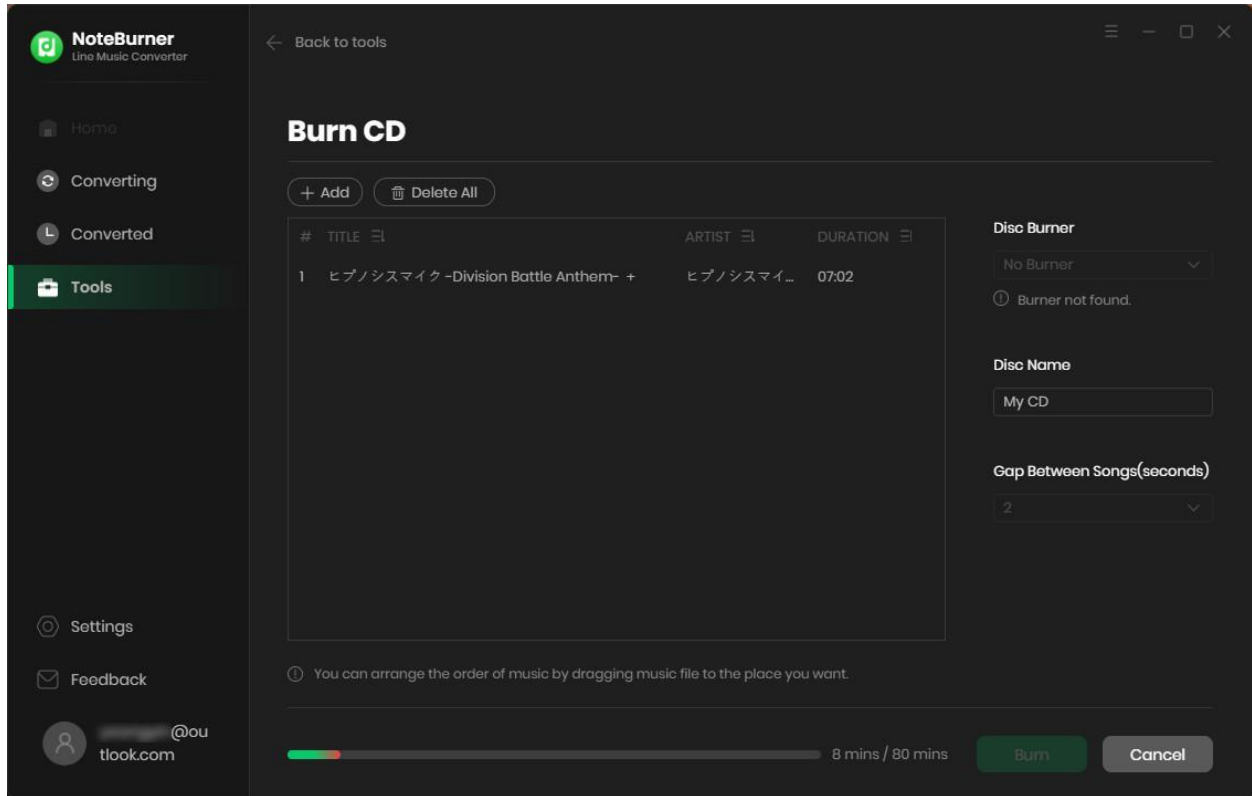 NoteBurner
Line Music Converter
Back to tools
Home
Converting
Converted
Tools
Settings
Feedback
@ou
tlook.com
Burn CD
+ Add
Delete All
# TITLE ARTIST DURATION
1 ヒプノシスマイク -Division Battle Anthem- + ヒプノシスマイ... 07:02
You can arrange the order of music by dragging music file to the place you want.
Disc Burner
No Burner
Burner not found.
Disc Name
My CD
Gap Between Songs(seconds)
2
8 mins / 80 mins
Burn
Cancel